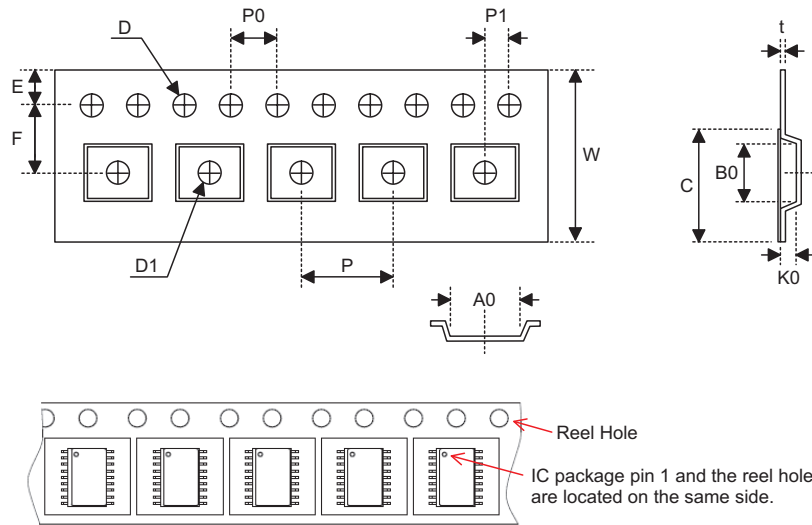 D
P0
P1
t
E
F
W
C
B0
D1
P
K0
A0
Reel Hole
IC package pin 1 and the reel hole
are located on the same side.